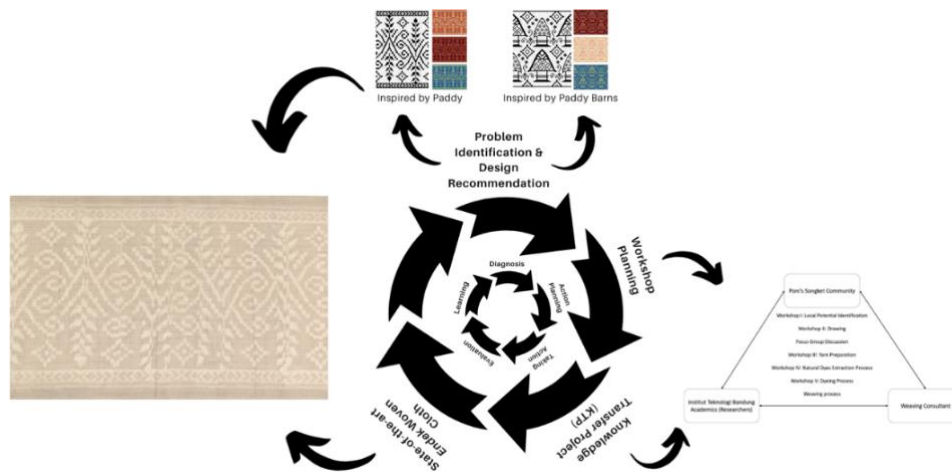 Inspired by Paddy
Inspired by Paddy Barns
Problem
Identification &
Design
Recommendation
Workshop
Planning
Knowledge
Transfer Project
(KTP)
State-of-the-art
Endek Woven
Cloth
Diagnosis
Action
Planning
Taking
Action
Evaluation
Learning
Poni's Songket Community
Workshop I: Local Potential Identification
Workshop II: Drawing
Focus Group Discussion
Workshop III: Yarn Preparation
Workshop IV: Natural Dyes Extraction Process
Workshop V: Dyeing Process
Weaving process
Institut Teknologi Bandung
Academics (Researchers)
Weaving Consultant